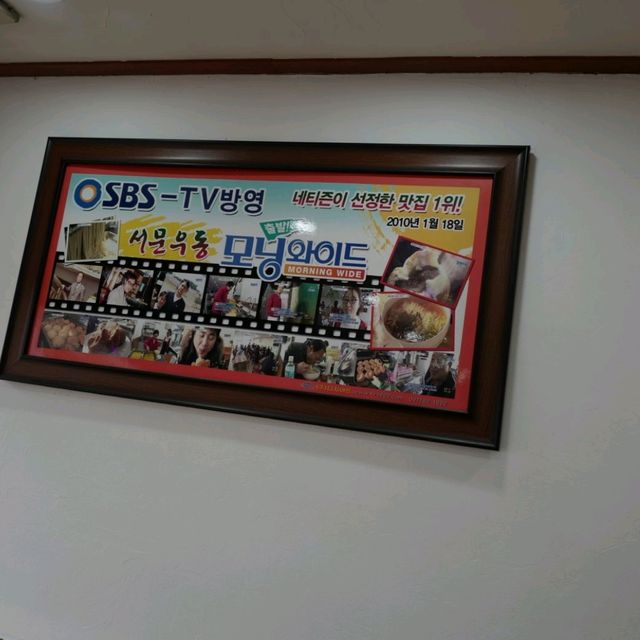 SBS-TV방영
네티즌이 선정한 맛집 1위!
2010년 1월 18일
서문우동
출발!
모닝와이드
MORNING WIDE